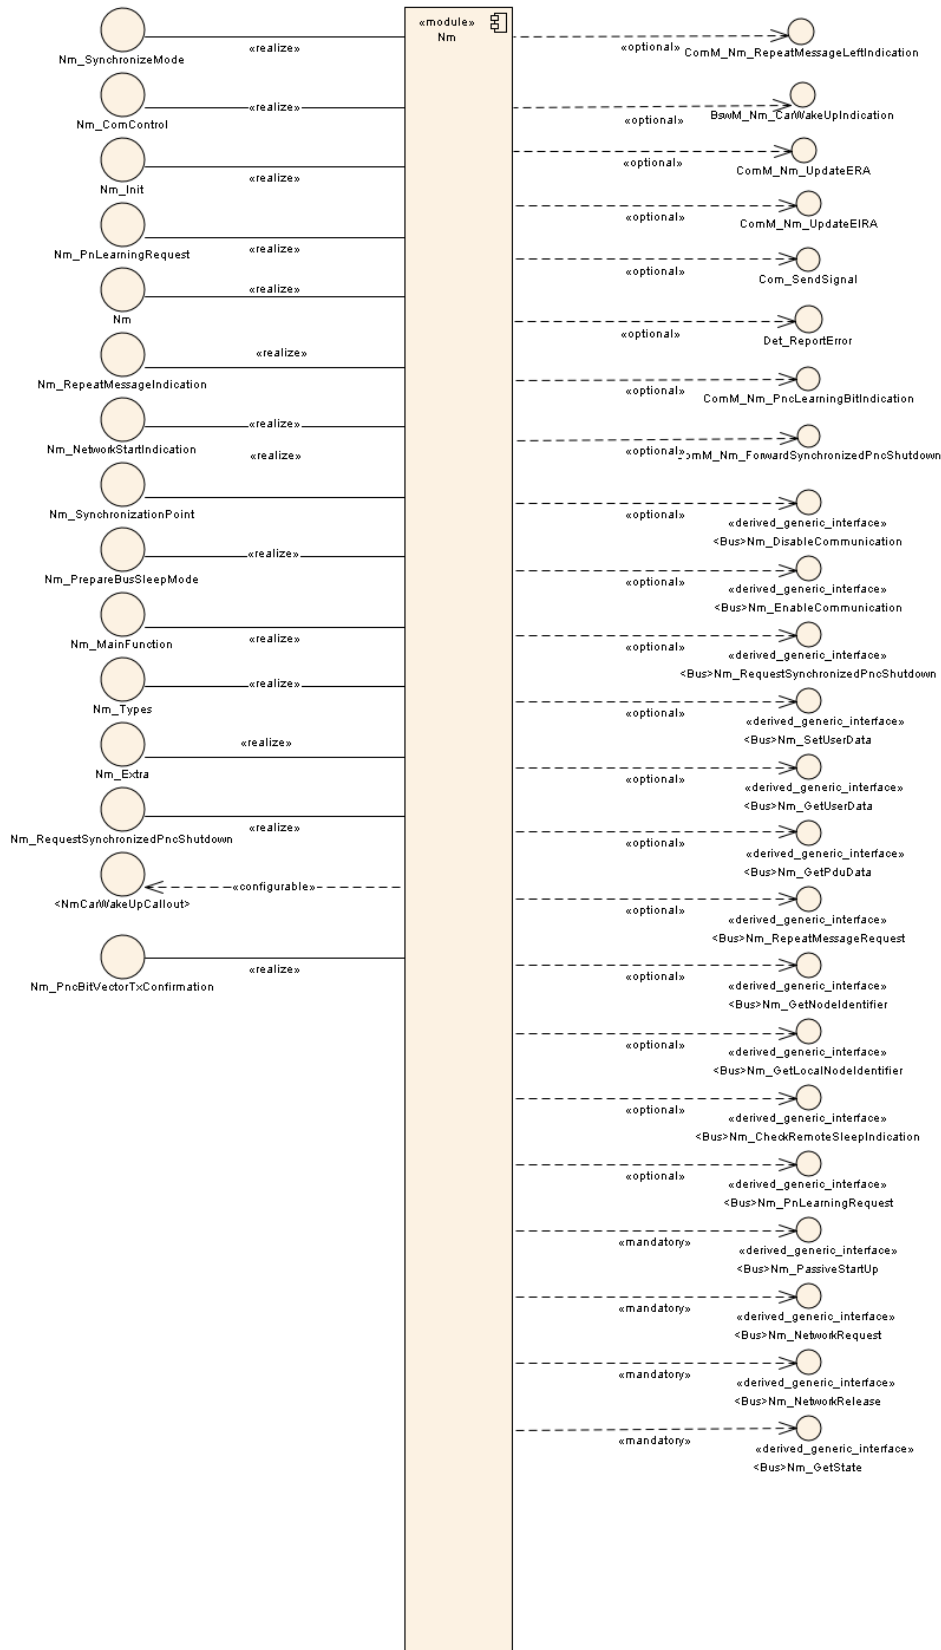 «module»
Nm
Nm_SynchronizeMode
«realize»
Nm_ComControl
«realize»
Nm_Init
«realize»
Nm_PnLearningRequest
«realize»
Nm
«realize»
Nm_RepeatMessageIndication
«realize»
Nm_NetworkStartIndication
«realize»
Nm_SynchronizationPoint
«realize»
Nm_PrepareBusSleepMode
«realize»
Nm_MainFunction
«realize»
Nm_Types
«realize»
Nm_Extra
«realize»
Nm_RequestSynchronizedPncShutdown
«realize»
<NmCarWakeUpCallout>
«configurable»
Nm_PncBitVectorTxConfirmation
«realize»
«optional»
ComM_Nm_RepeatMessageLeftIndication
«optional»
BswM_Nm_CarWakeUpIndication
«optional»
ComM_Nm_UpdateERA
«optional»
ComM_Nm_UpdateEIRA
«optional»
Com_SendSignal
«optional»
Det_ReportError
«optional»
ComM_Nm_PncLearningBitIndication
«optional»
ComM_Nm_ForwardSynchronizedPncShutdown
«optional»
«derived_generic_interface»
<Bus>Nm_DisableCommunication
«optional»
«derived_generic_interface»
<Bus>Nm_EnableCommunication
«optional»
«derived_generic_interface»
<Bus>Nm_RequestSynchronizedPncShutdown
«optional»
«derived_generic_interface»
<Bus>Nm_SetUserData
«optional»
«derived_generic_interface»
<Bus>Nm_GetUserData
«optional»
«derived_generic_interface»
<Bus>Nm_GetPduData
«optional»
«derived_generic_interface»
<Bus>Nm_RepeatMessageRequest
«optional»
«derived_generic_interface»
<Bus>Nm_GetNodeIdentifier
«optional»
«derived_generic_interface»
<Bus>Nm_GetLocalNodeIdentifier
«optional»
«derived_generic_interface»
<Bus>Nm_CheckRemoteSleepIndication
«optional»
«derived_generic_interface»
<Bus>Nm_PnLearningRequest
«mandatory»
«derived_generic_interface»
<Bus>Nm_PassiveStartUp
«mandatory»
«derived_generic_interface»
<Bus>Nm_NetworkRequest
«mandatory»
«derived_generic_interface»
<Bus>Nm_NetworkRelease
«mandatory»
«derived_generic_interface»
<Bus>Nm_GetState